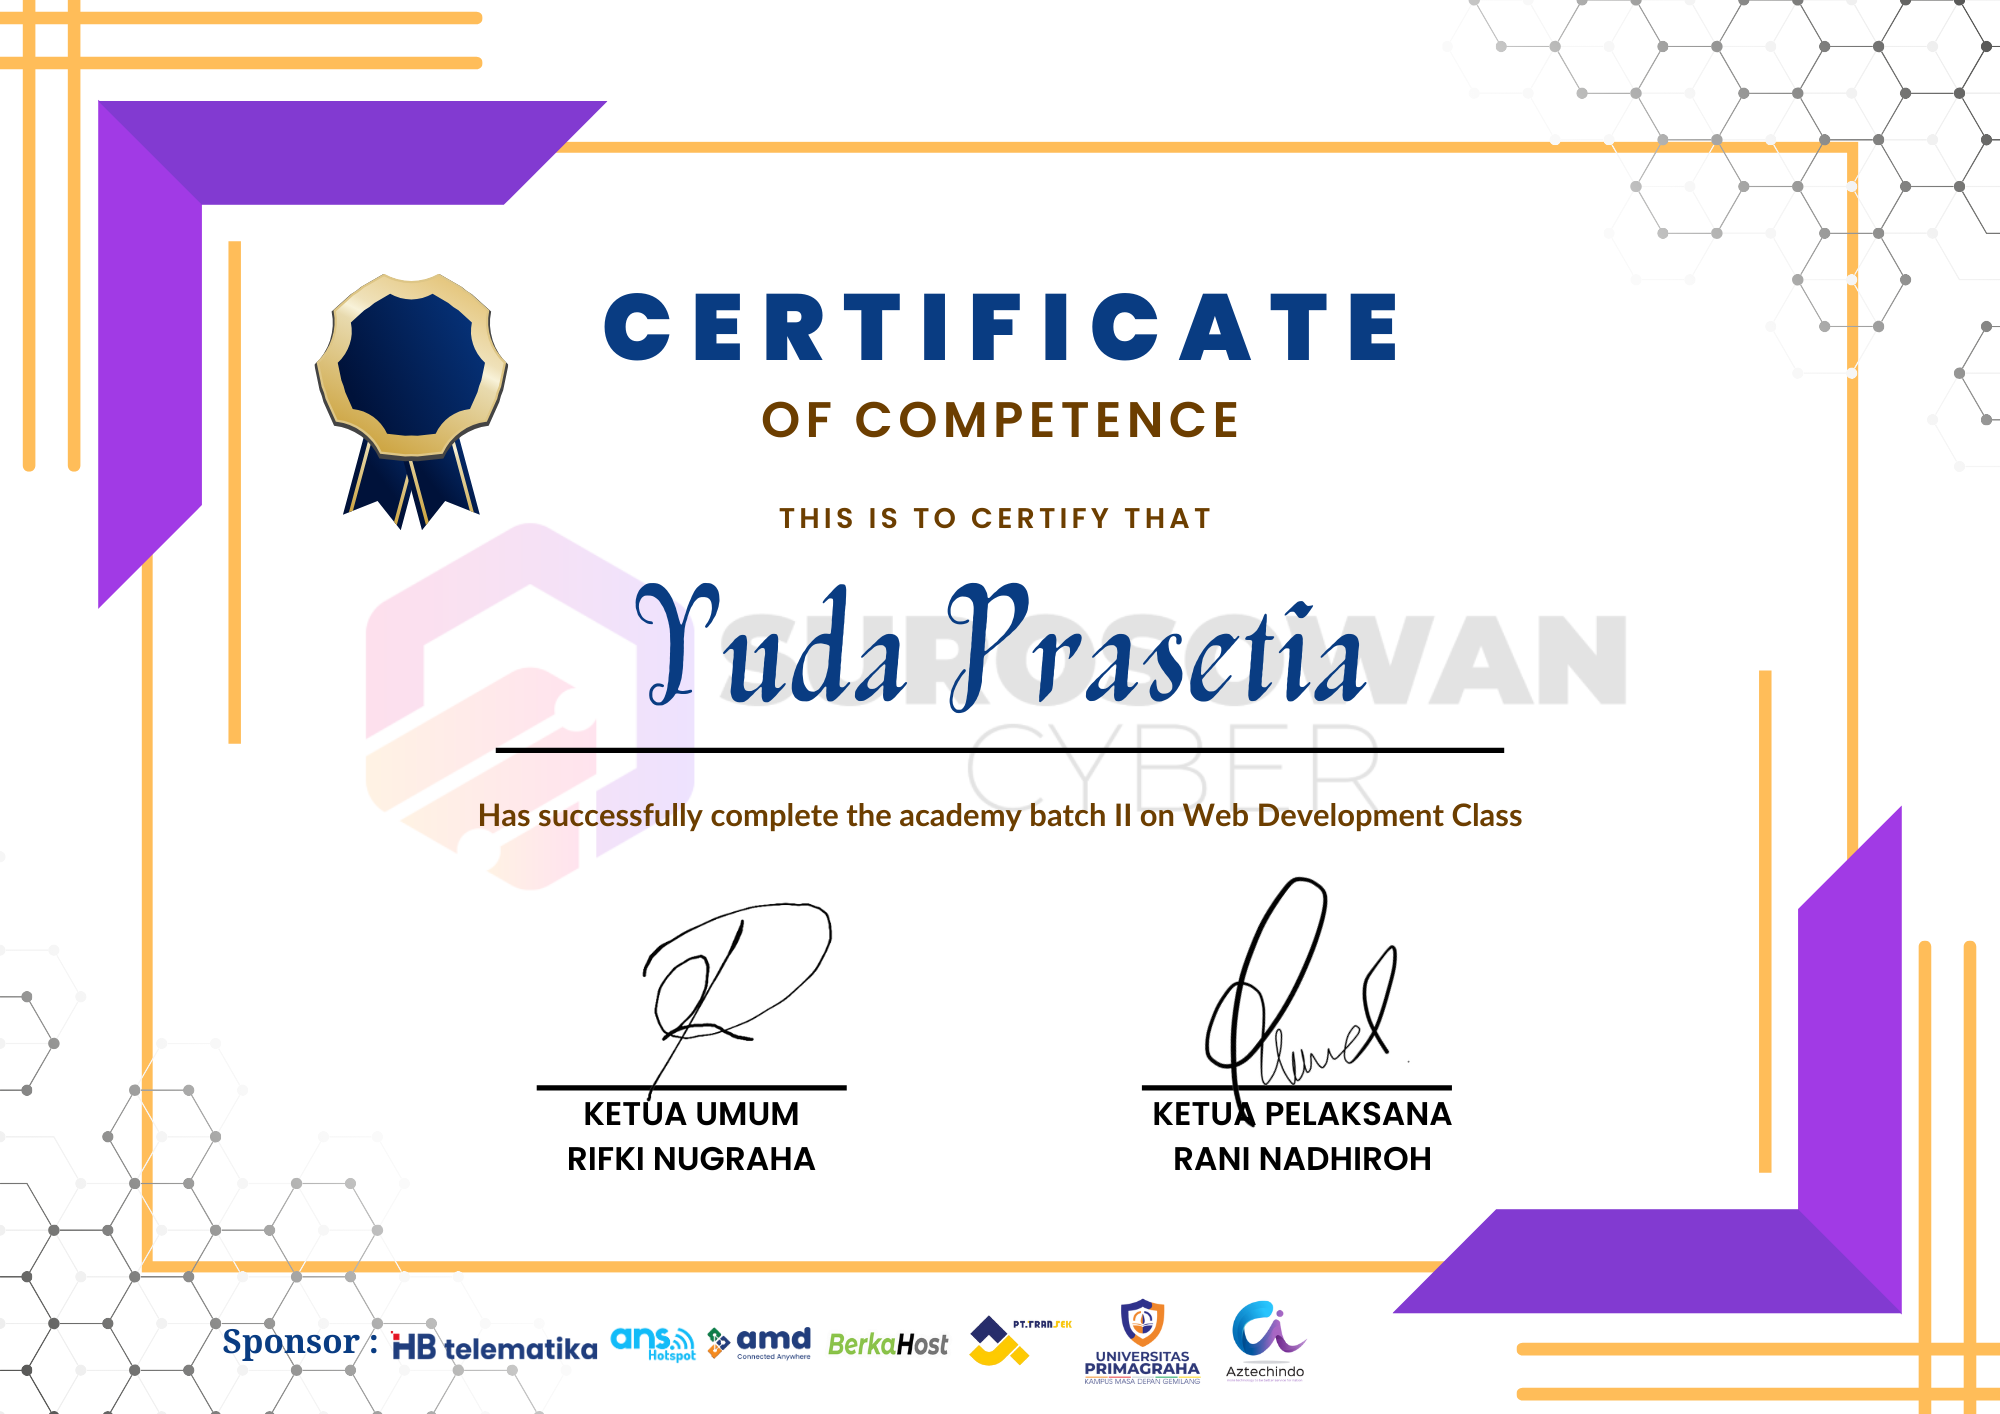 CERTIFICATE
OF COMPETENCE
THIS IS TO CERTIFY THAT
Yuda Prasetia
SUROSOWAN
CYBER
Has successfully complete the academy batch II on Web Development Class
KETUA UMUM
RIFKI NUGRAHA
KETUA PELAKSANA
RANI NADHIROH
Sponsor : HB telematika
ans
Hotspot
amd
Connected Anywhere
BerkaHost
PT.TRANSEK
UNIVERSITAS
PRIMAGRAHA
KAMPUS MASA DEPAN GEMILANG
Aztechindo